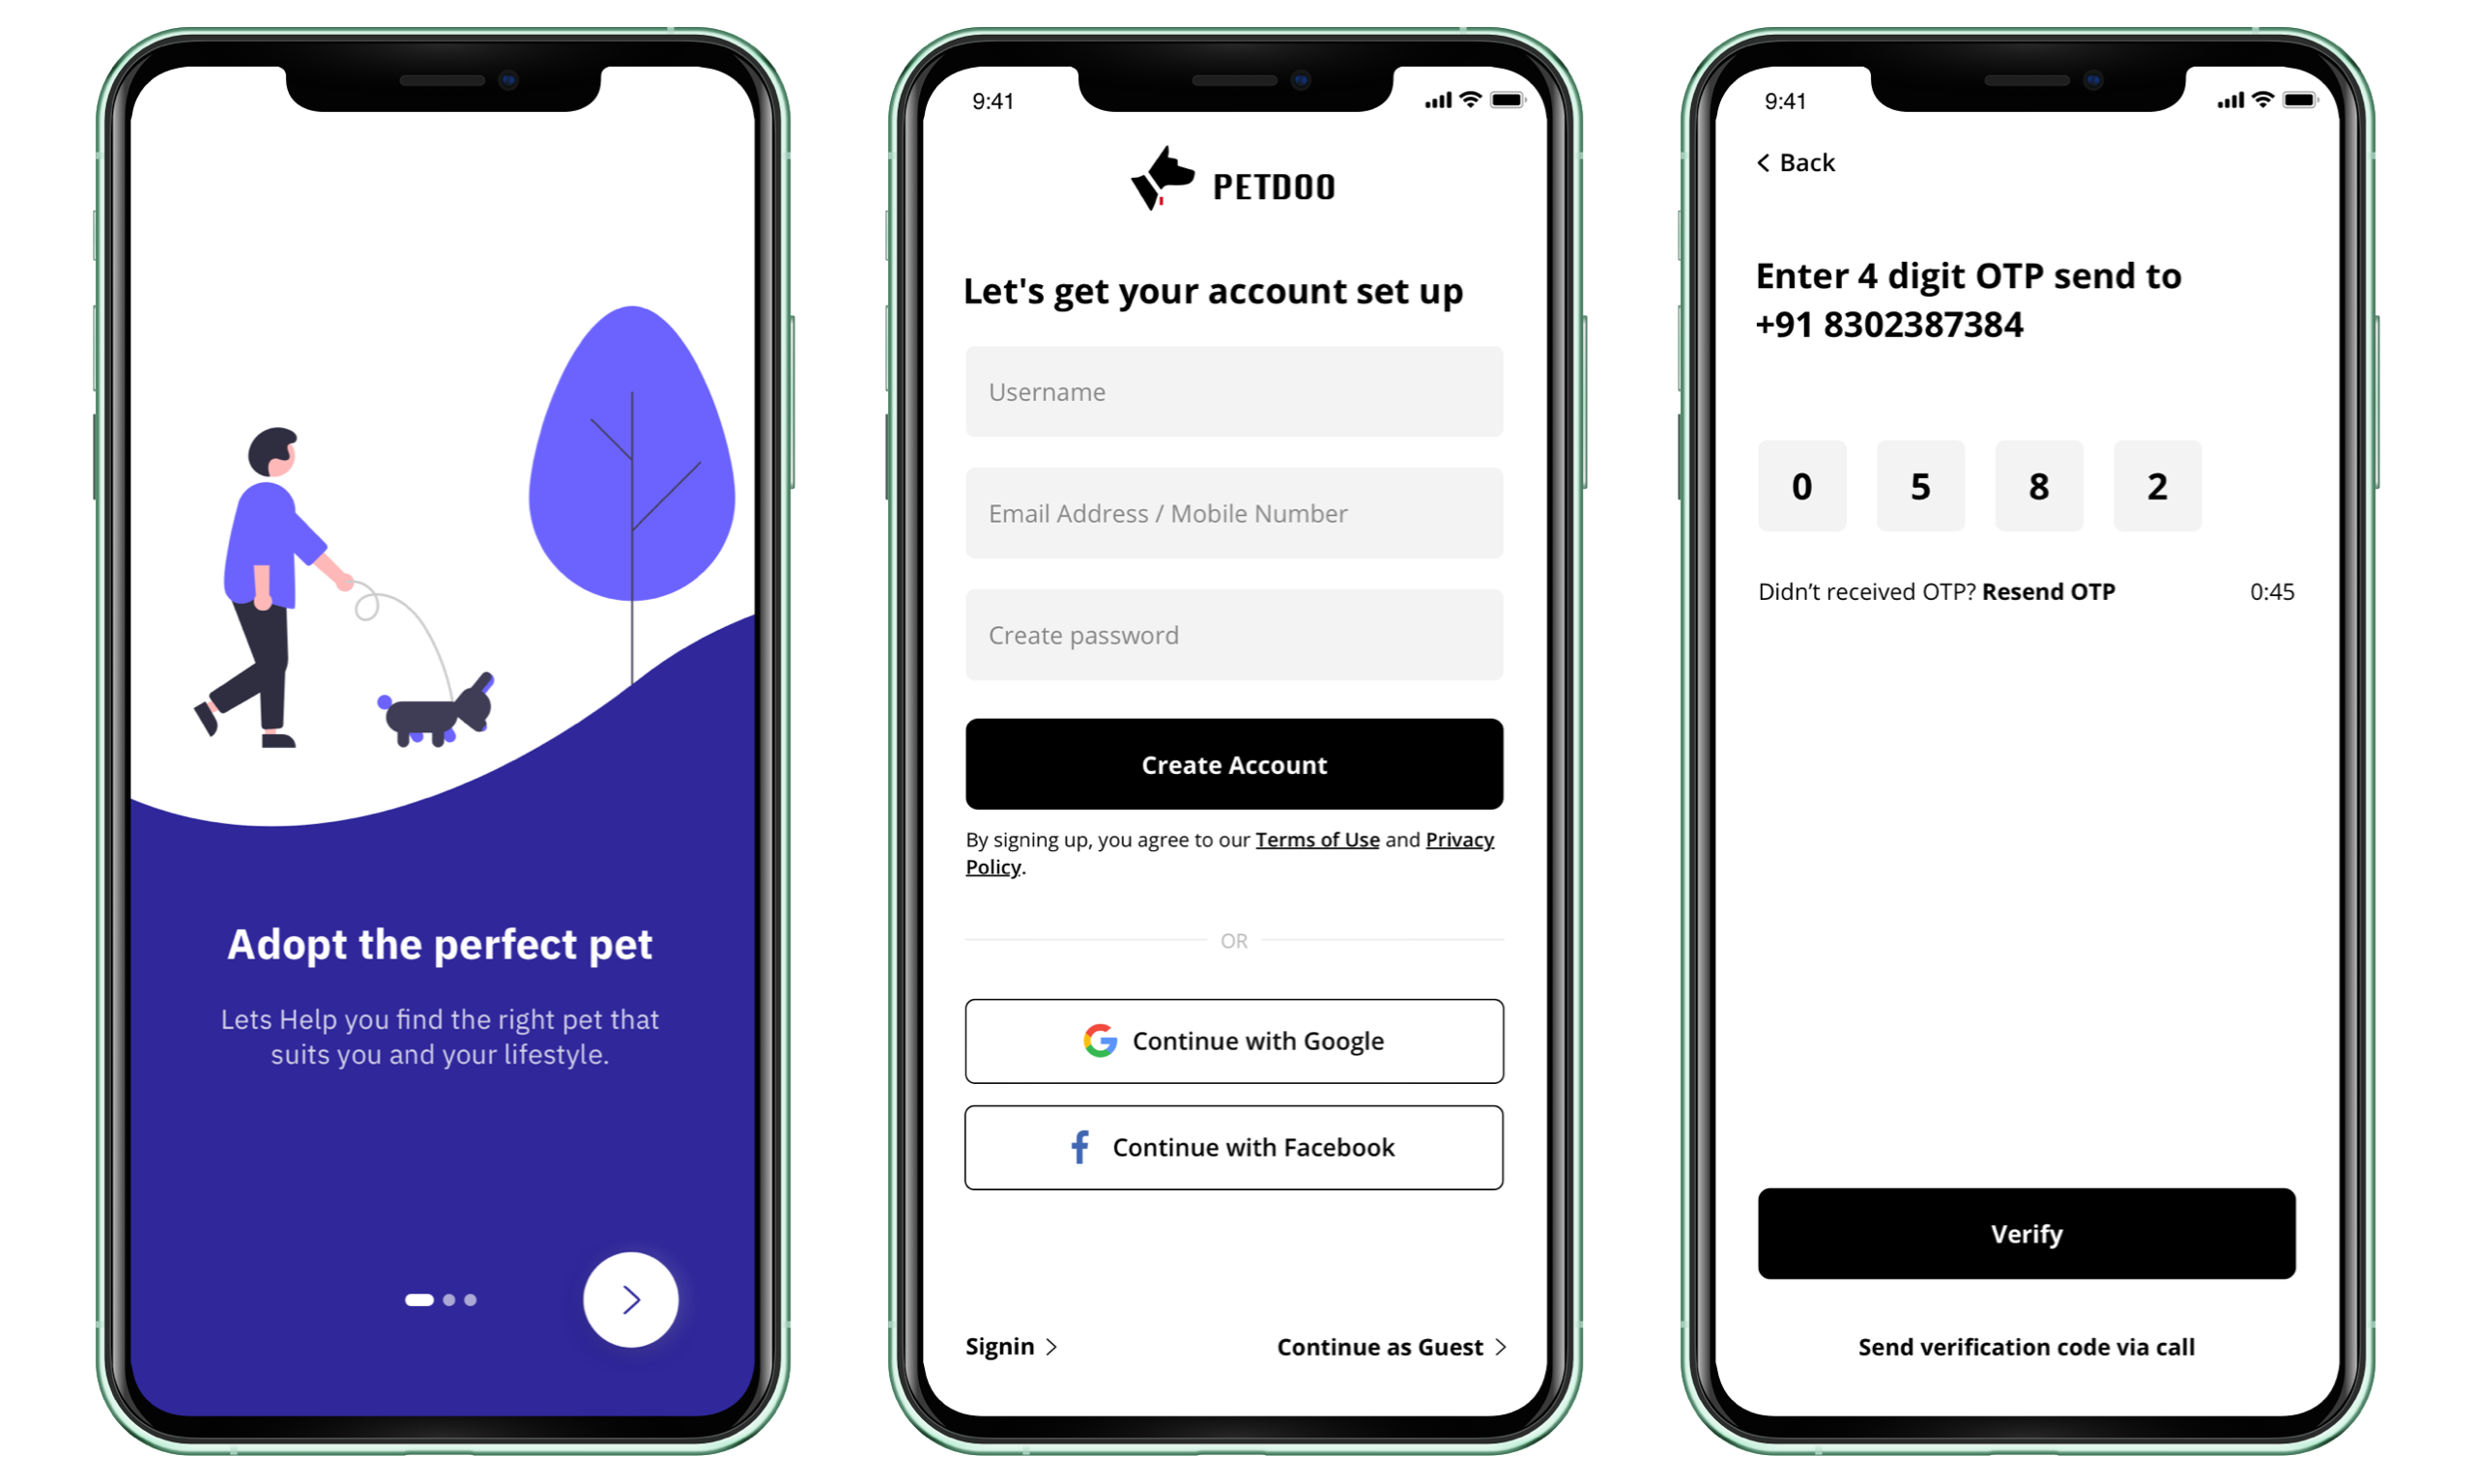 Adopt the perfect pet
Lets Help you find the right pet that
suits you and your lifestyle.
9:41
PETDOO
Let's get your account set up
Username
Email Address / Mobile Number
Create password
Create Account
By signing up, you agree to our Terms of Use and Privacy
Policy.
OR
Continue with Google
Continue with Facebook
Signin
Continue as Guest
9:41
Back
Enter 4 digit OTP send to
+91 8302387384
0 5 8 2
Didn’t received OTP? Resend OTP 0:45
Verify
Send verification code via call